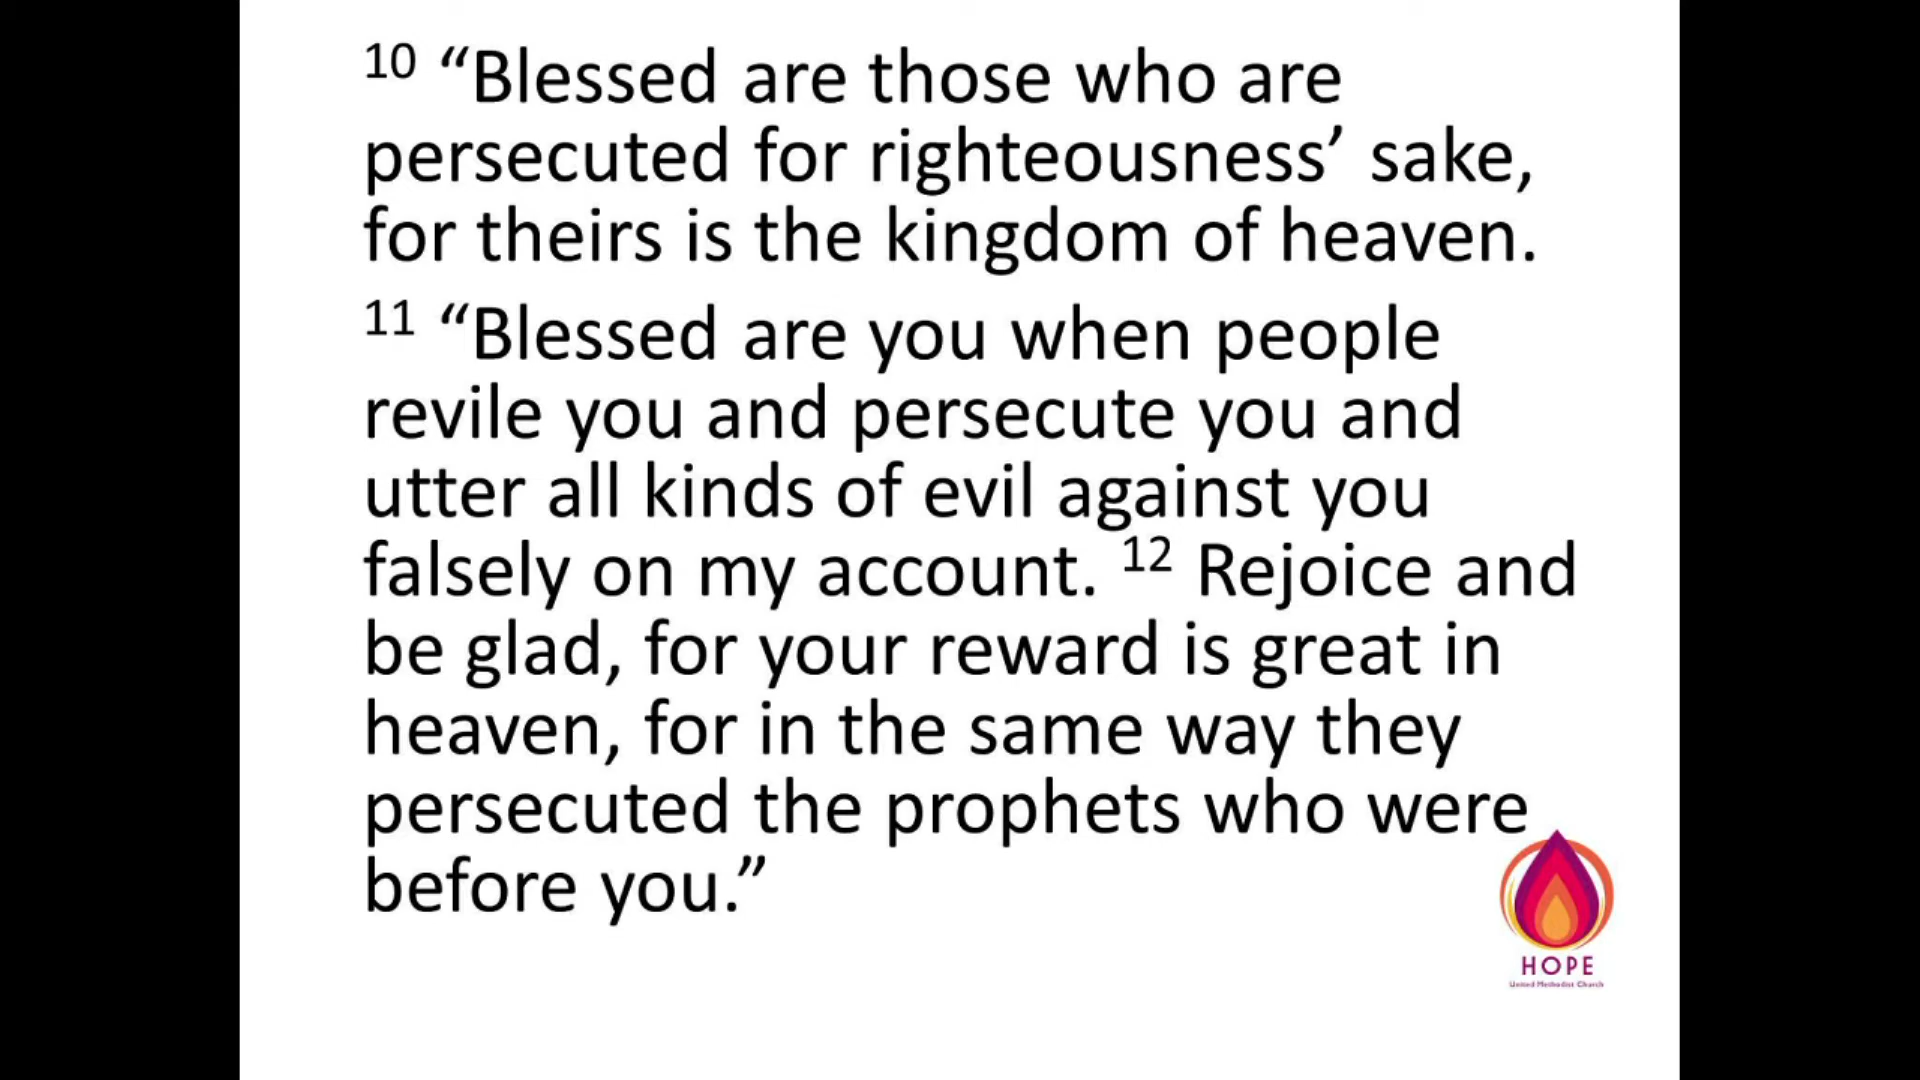 10 “Blessed are those who are
persecuted for righteousness’ sake,
for theirs is the kingdom of heaven.
11 “Blessed are you when people
revile you and persecute you and
utter all kinds of evil against you
falsely on my account. 12 Rejoice and
be glad, for your reward is great in
heaven, for in the same way they
persecuted the prophets who were
before you.”
HOPE
United Methodist Church